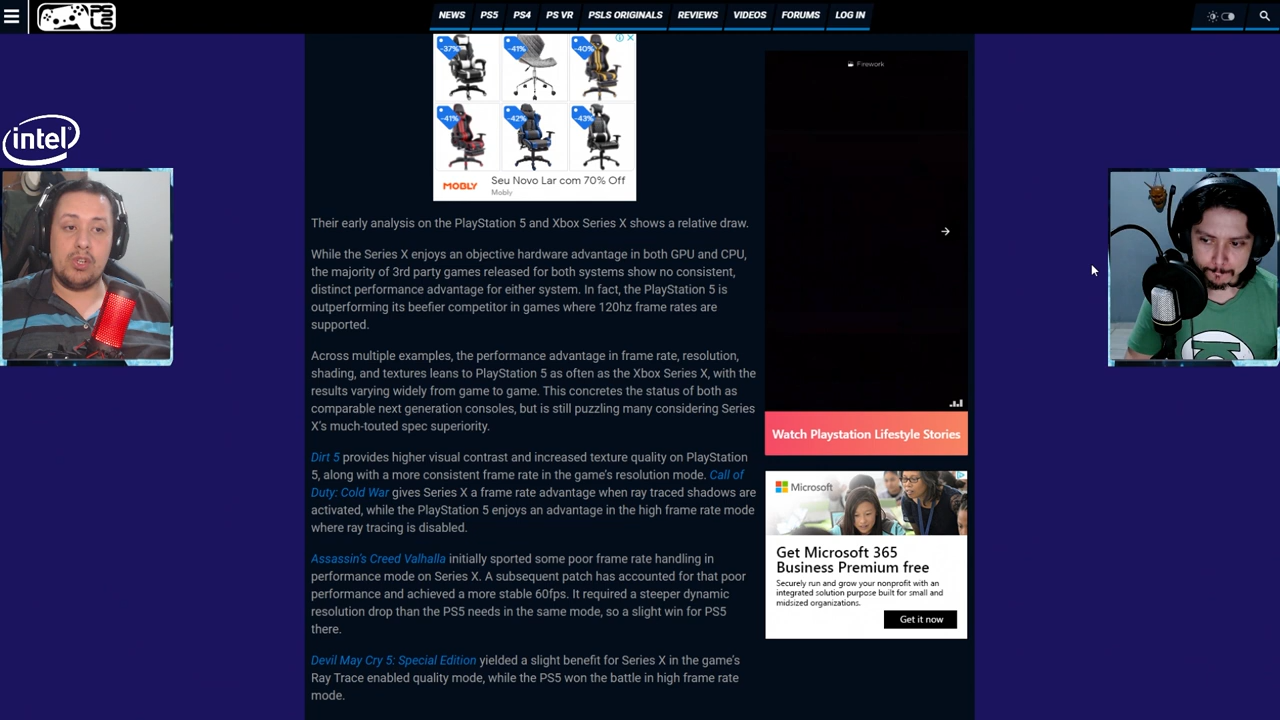 PSLS
NEWS
PS5
PS4
PS VR
PSLS ORIGINALS
REVIEWS
VIDEOS
FORUMS
LOG IN
intel
-37%
-41%
-40%
-41%
-42%
-43%
MOBLY
Seu Novo Lar com 70% Off
Mobly
Their early analysis on the PlayStation 5 and Xbox Series X shows a relative draw.
While the Series X enjoys an objective hardware advantage in both GPU and CPU,
the majority of 3rd party games released for both systems show no consistent,
distinct performance advantage for either system. In fact, the PlayStation 5 is
outperforming its beefier competitor in games where 120hz frame rates are
supported.
Across multiple examples, the performance advantage in frame rate, resolution,
shading, and textures leans to PlayStation 5 as often as the Xbox Series X, with the
results varying widely from game to game. This concretes the status of both as
comparable next generation consoles, but is still puzzling many considering Series
X's much-touted spec superiority.
Dirt 5 provides higher visual contrast and increased texture quality on PlayStation
5, along with a more consistent frame rate in the game's resolution mode. Call of
Duty: Cold War gives Series X a frame rate advantage when ray traced shadows are
activated, while the PlayStation 5 enjoys an advantage in the high frame rate mode
where ray tracing is disabled.
Assassin's Creed Valhalla initially sported some poor frame rate handling in
performance mode on Series X. A subsequent patch has accounted for that poor
performance and achieved a more stable 60fps. It required a steeper dynamic
resolution drop than the PS5 needs in the same mode, so a slight win for PS5
there.
Devil May Cry 5: Special Edition yielded a slight benefit for Series X in the game's
Ray Trace enabled quality mode, while the PS5 won the battle in high frame rate
mode.
Firework
Watch Playstation Lifestyle Stories
Microsoft
Get Microsoft 365
Business Premium free
Securely run and grow your nonprofit with an
integrated solution purpose built for small and
midsized organizations.
Get it now